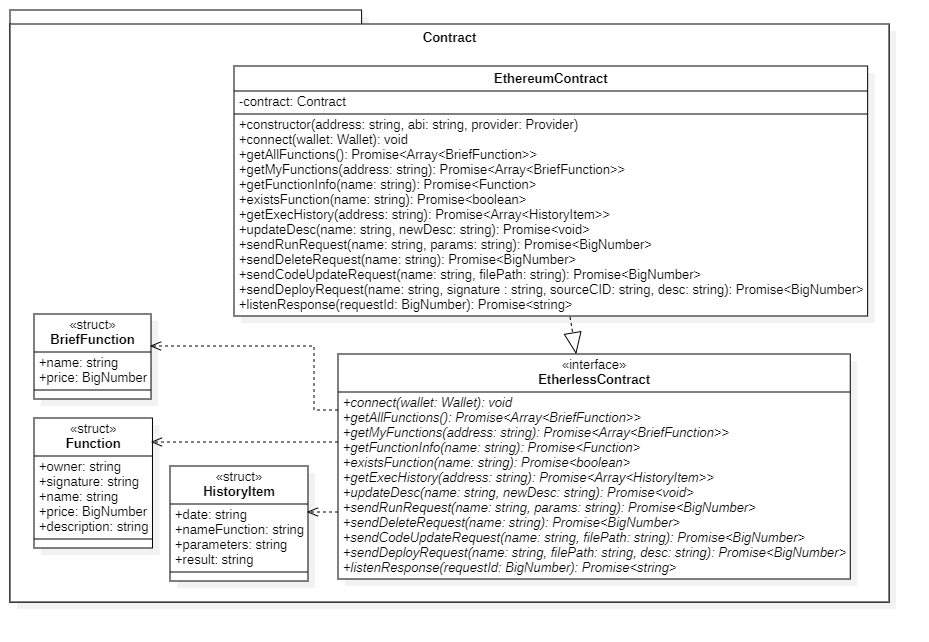 Contract
EthereumContract
-contract: Contract
+constructor(address: string, abi: string, provider: Provider)
+connect(wallet: Wallet): void
+getAllFunctions(): Promise<Array<BriefFunction>>
+getMyFunctions(address: string): Promise<Array<BriefFunction>>
+getFunctionInfo(name: string): Promise<Function>
+existsFunction(name: string): Promise<boolean>
+getExecHistory(address: string): Promise<Array<HistoryItem>>
+updateDesc(name: string, newDesc: string): Promise<void>
+sendRunRequest(name: string, params: string): Promise<BigNumber>
+sendDeleteRequest(name: string): Promise<BigNumber>
+sendCodeUpdateRequest(name: string, filePath: string): Promise<BigNumber>
+sendDeployRequest(name: string, signature : string, sourceCID: string, desc: string): Promise<BigNumber>
+listenResponse(requestId: BigNumber): Promise<string>
«struct»
BriefFunction
+name: string
+price: BigNumber
«struct»
Function
+owner: string
+signature: string
+name: string
+price: BigNumber
+description: string
«struct»
HistoryItem
+date: string
+nameFunction: string
+parameters: string
+result: string
«interface»
EtherlessContract
+connect(wallet: Wallet): void
+getAllFunctions(): Promise<Array<BriefFunction>>
+getMyFunctions(address: string): Promise<Array<BriefFunction>>
+getFunctionInfo(name: string): Promise<Function>
+existsFunction(name: string): Promise<boolean>
+getExecHistory(address: string): Promise<Array<HistoryItem>>
+updateDesc(name: string, newDesc: string): Promise<void>
+sendRunRequest(name: string, params: string): Promise<BigNumber>
+sendDeleteRequest(name: string): Promise<BigNumber>
+sendCodeUpdateRequest(name: string, filePath: string): Promise<BigNumber>
+sendDeployRequest(name: string, filePath: string, desc: string): Promise<BigNumber>
+listenResponse(requestId: BigNumber): Promise<string>